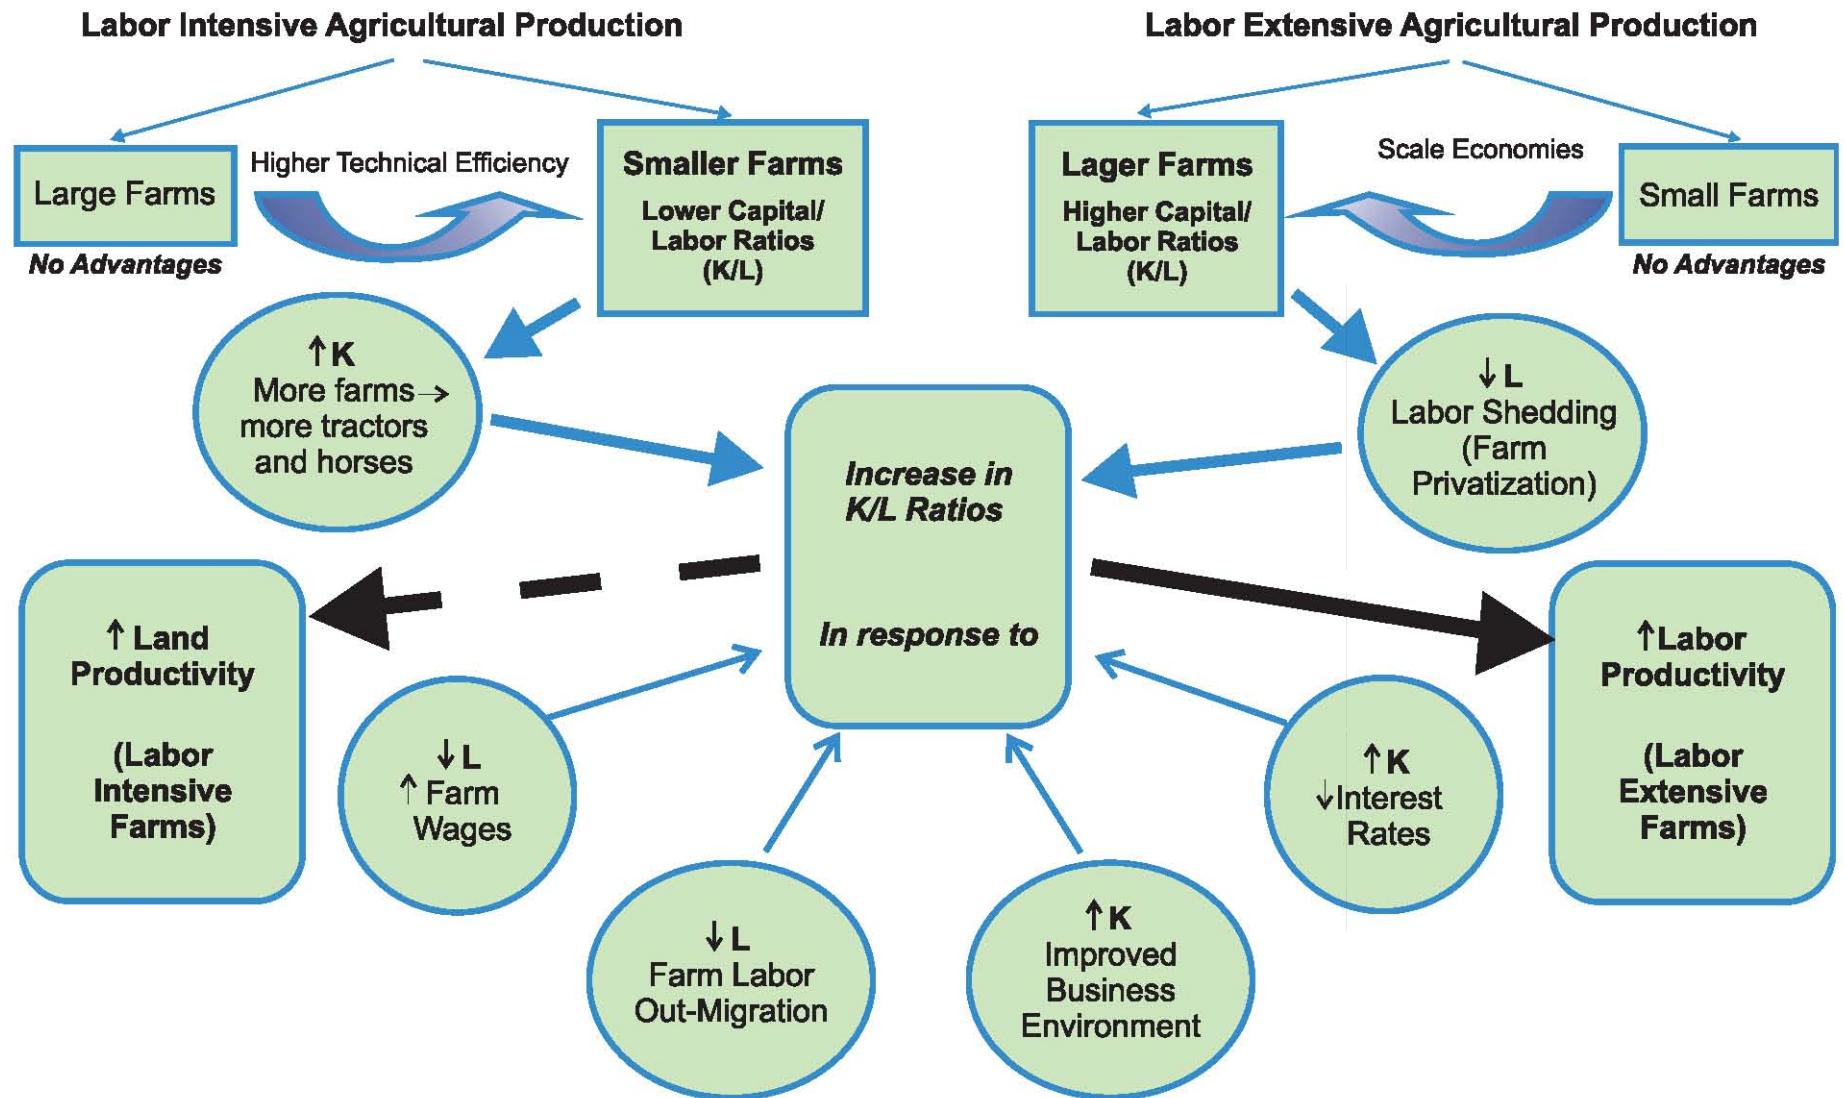 Labor Intensive Agricultural Production
Labor Extensive Agricultural Production
Large Farms
No Advantages
Higher Technical Efficiency
Smaller Farms
Lower Capital/
Labor Ratios
(K/L)
Lager Farms
Higher Capital/
Labor Ratios
(K/L)
Scale Economies
Small Farms
No Advantages
↑ K
More farms →
more tractors
and horses
↓ L
Labor Shedding
(Farm
Privatization)
Increase in
K/L Ratios
In response to
↑ Land
Productivity
(Labor
Intensive
Farms)
↑ Labor
Productivity
(Labor
Extensive
Farms)
↓ L
↑ Farm
Wages
↓ L
Farm Labor
Out-Migration
↑ K
Improved
Business
Environment
↑ K
↓ Interest
Rates